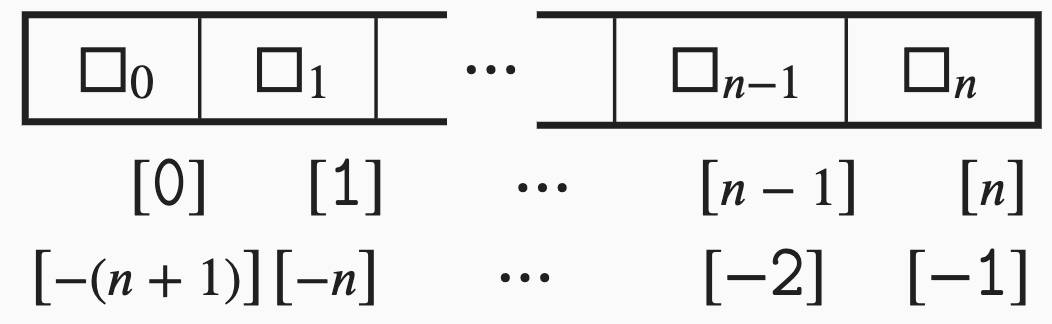 □₀ □₁ ⋯ □ₙ₋₁ □ₙ
[0] [1] ⋯ [n − 1] [n]
[−(n + 1)] [−n] ⋯ [−2] [−1]